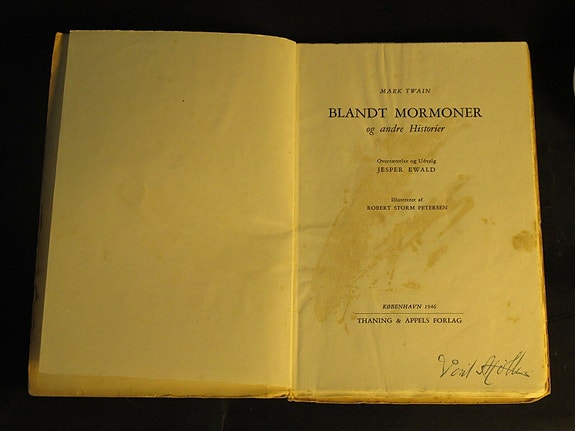 MARK TWAIN
BLANDT MORMONER
og andre Historier
Oversættelse og Udvalg
JESPER EWALD
Illustreret af
ROBERT STORM PETERSEN
KØBENHAVN 1946
THANING & APPELS FORLAG